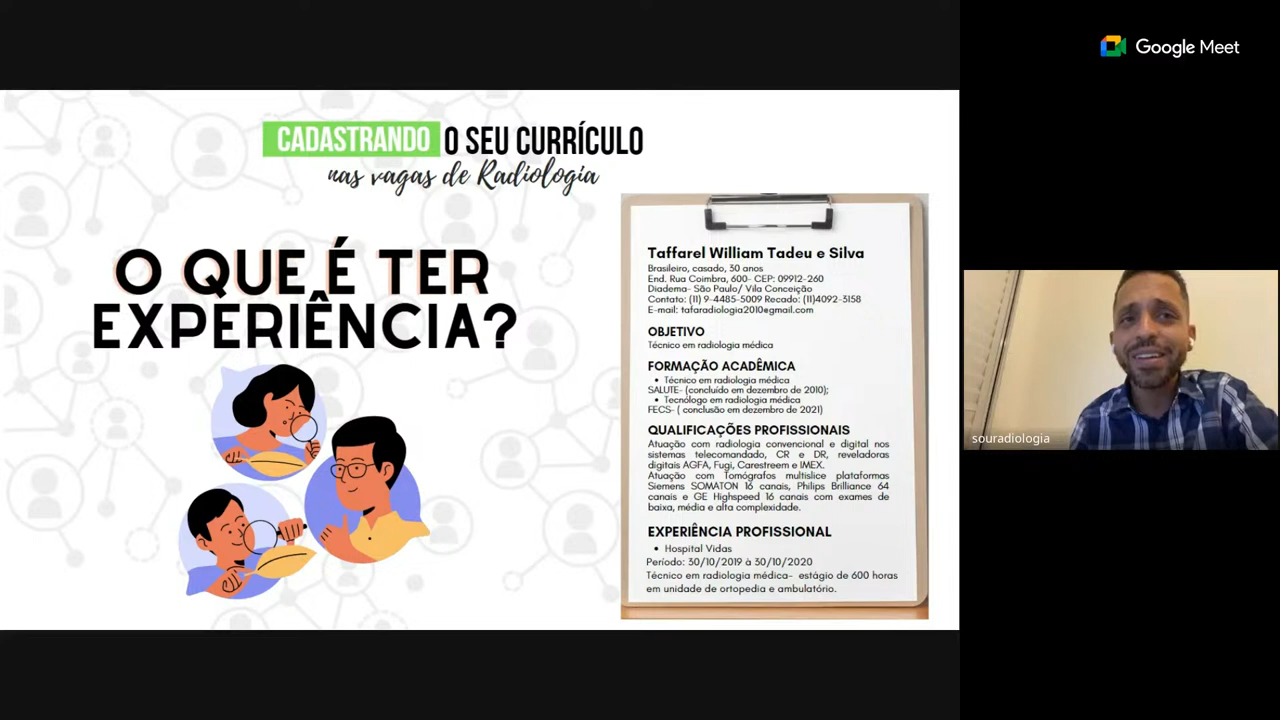 Google Meet
CADASTRANDO O SEU CURRÍCULO
nas vagas de Radiologia
O QUE É TER
EXPERIÊNCIA?
Taffarel William Tadeu e Silva
Brasileiro, casado, 30 anos
End. Rua Coimbra, 600- CEP: 09912-260
Diadema- São Paulo/ Vila Conceição
Contato: (11) 9-4485-5009 Recado: (11)4092-3158
E-mail: tafaradiologia2010@gmail.com
OBJETIVO
Técnico em radiologia médica
FORMAÇÃO ACADÊMICA
• Técnico em radiologia médica
SALUTE- (concluído em dezembro de 2010);
• Tecnólogo em radiologia médica
FECS- ( conclusão em dezembro de 2021)
QUALIFICAÇÕES PROFISSIONAIS
Atuação com radiologia convencional e digital nos
sistemas telecomandado, CR e DR, reveladoras
digitais AGFA, Fugi, Carestreem e IMEX.
Atuação com Tomógrafos multislice plataformas
Siemens SOMATON 16 canais, Philips Brilliance 64
canais e GE Highspeed 16 canais com exames de
baixa, média e alta complexidade.
EXPERIÊNCIA PROFISSIONAL
• Hospital Vidas
Período: 30/10/2019 à 30/10/2020
Técnico em radiologia médica- estágio de 600 horas
em unidade de ortopedia e ambulatório.
souradiologia